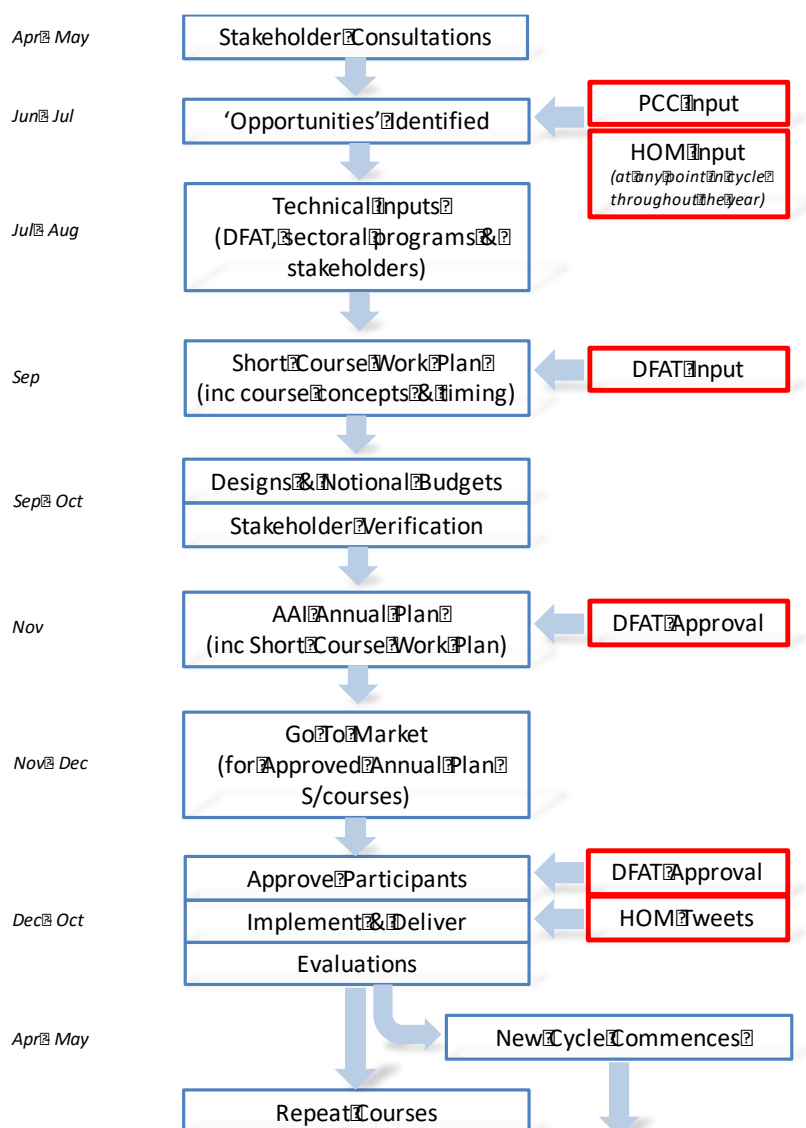 Apr - May
Stakeholder Consultations
Jun - Jul
‘Opportunities’ Identified
PCC Input
HOM Input
(at any point in cycle
throughout the year)
Jul - Aug
Technical Inputs
(DFAT, sectoral programs &
stakeholders)
Sep
Short Course Work Plan
(inc course concepts & timing)
DFAT Input
Sep - Oct
Designs & Notional Budgets
Stakeholder Verification
Nov
AAI Annual Plan
(inc Short Course Work Plan)
DFAT Approval
Nov - Dec
Go To Market
(for Approved Annual Plan
S/courses)
Approve Participants
DFAT Approval
Dec - Oct
Implement & Deliver
HOM Tweets
Evaluations
Apr - May
New Cycle Commences
Repeat Courses